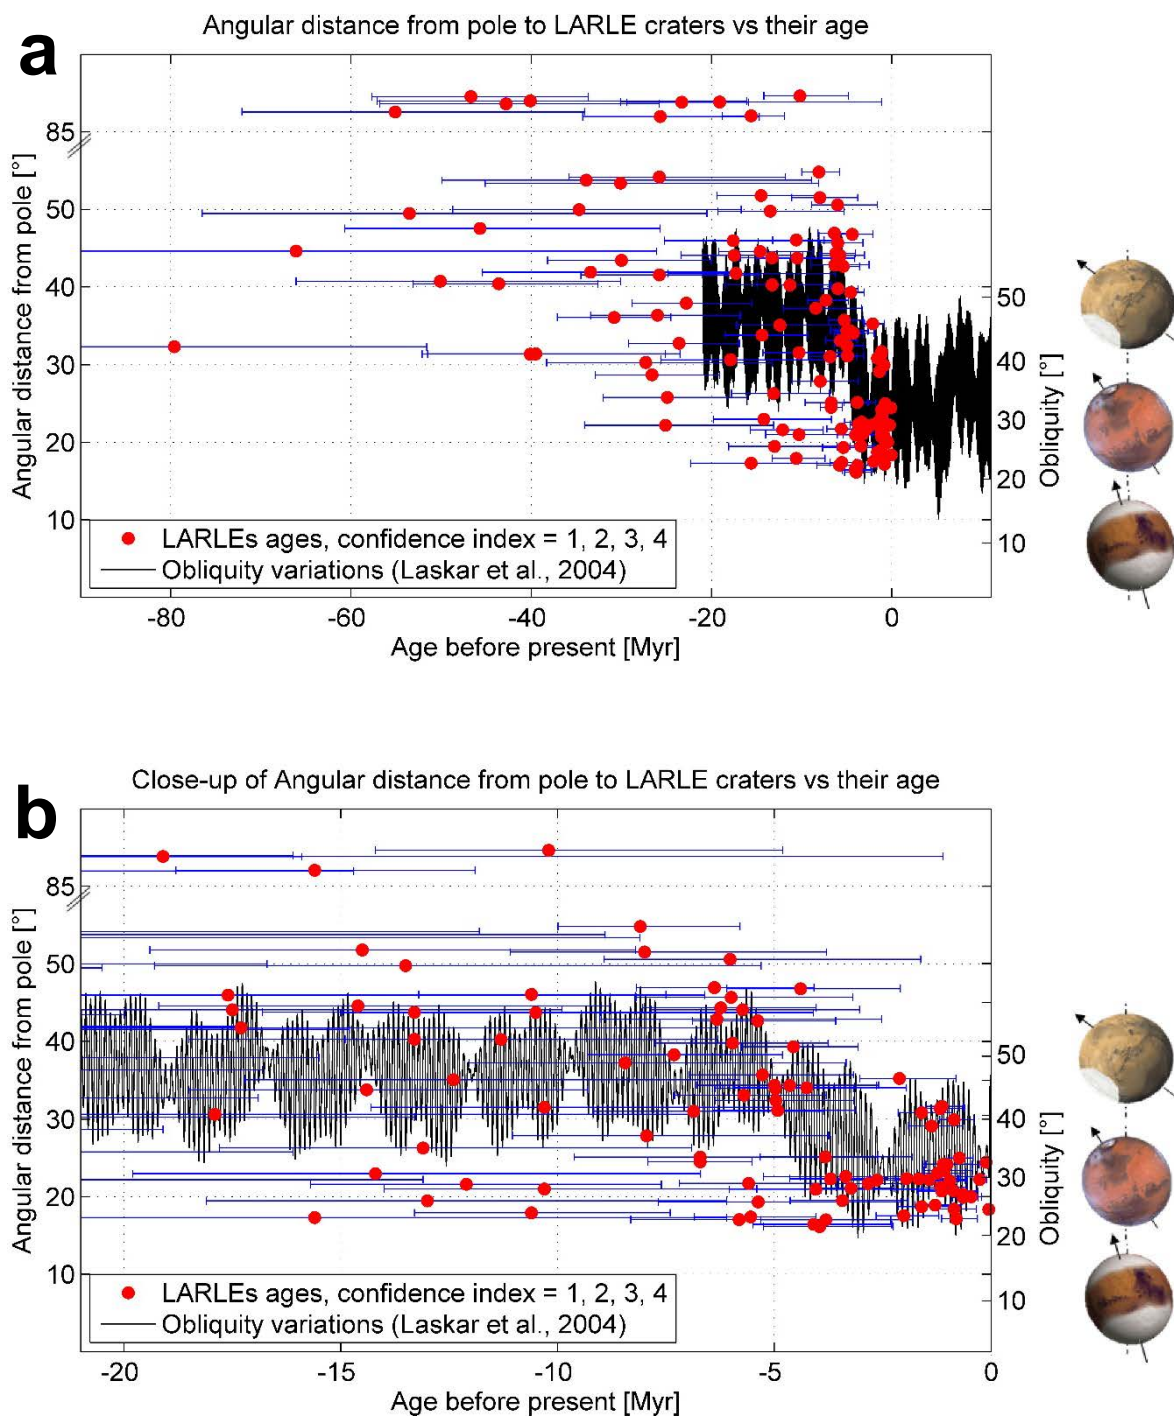 a
Angular distance from pole to LARLE craters vs their age
85
50
40
30
20
10
Angular distance from pole [°]
50
40
30
20
10
Obliquity [°]
LARLEs ages, confidence index = 1, 2, 3, 4
Obliquity variations (Laskar et al., 2004)
-80 -60 -40 -20 0
Age before present [Myr]
b
Close-up of Angular distance from pole to LARLE craters vs their age
85
50
40
30
20
10
Angular distance from pole [°]
50
40
30
20
10
Obliquity [°]
LARLEs ages, confidence index = 1, 2, 3, 4
Obliquity variations (Laskar et al., 2004)
-20 -15 -10 -5 0
Age before present [Myr]